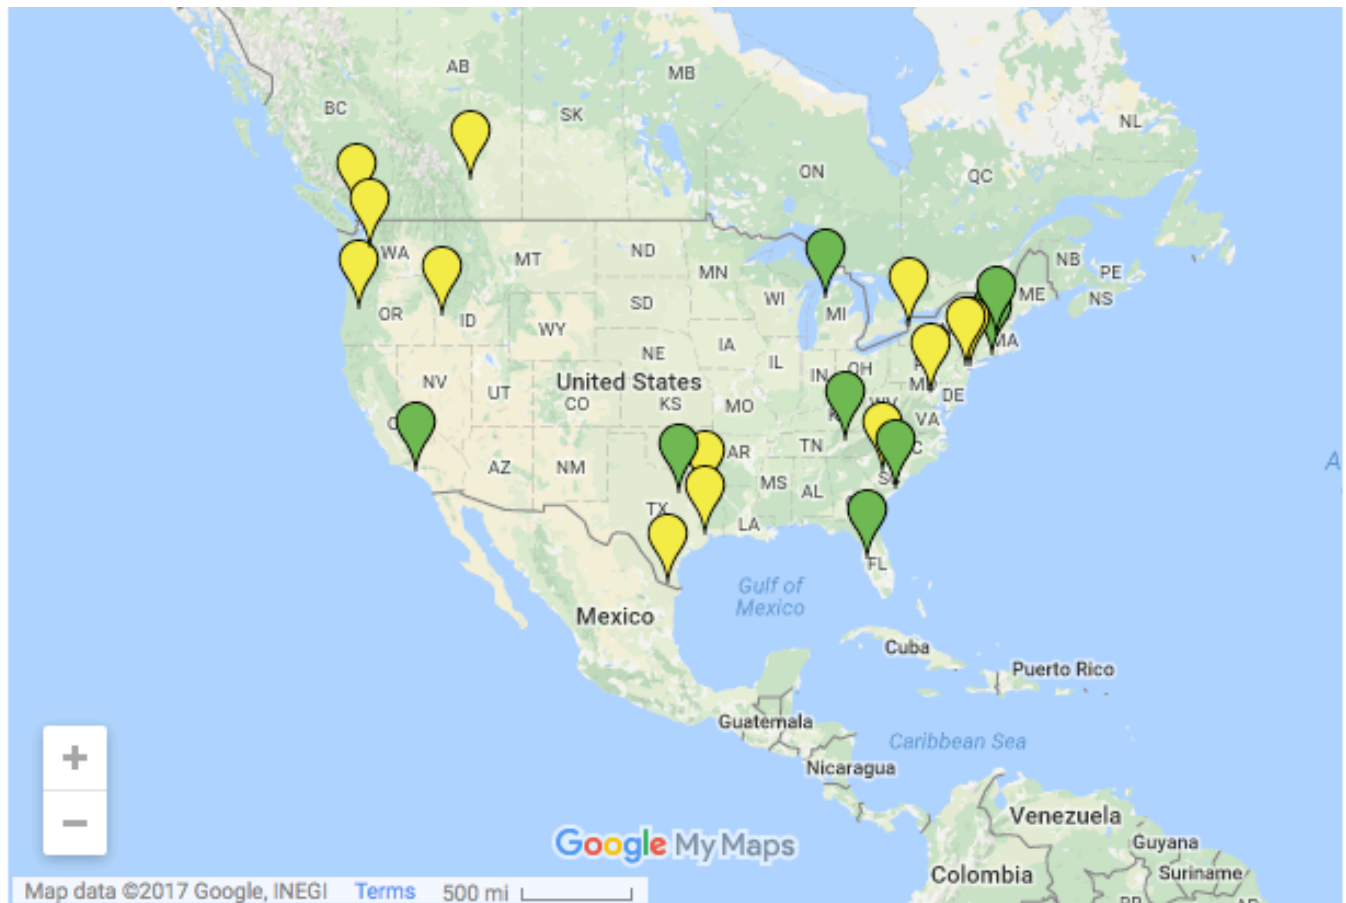 AB
MB
BC
SK
NL
ON
QC
WA
MT
ND
MN
NB
PE
NS
ME
OR
ID
SD
WI
MI
WY
MA
NE
IA
IL
IN
OH
NV
UT
United States
CO
KS
MO
WV
DE
VA
AZ
NM
TN
AR
MS
AL
TX
LA
FL
Gulf of
Mexico
Mexico
Cuba
Puerto Rico
Guatemala
Caribbean Sea
Nicaragua
Venezuela
Guyana
Colombia
Suriname
+
−
Google My Maps
Map data ©2017 Google, INEGI Terms 500 mi